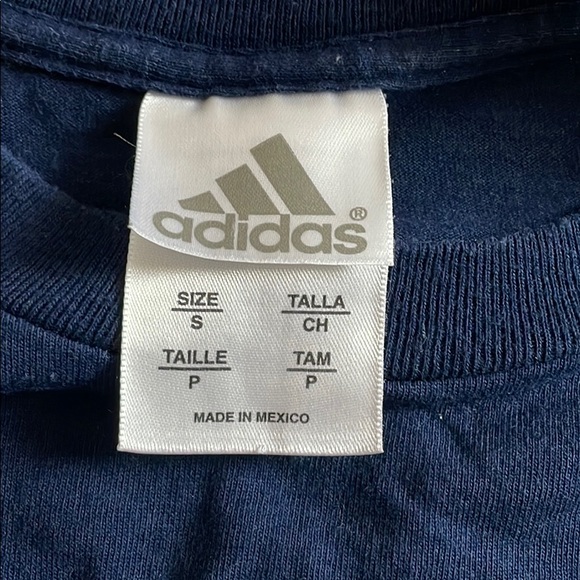 adidas®
SIZE TALLA
S CH
TAILLE TAM
P P
MADE IN MEXICO